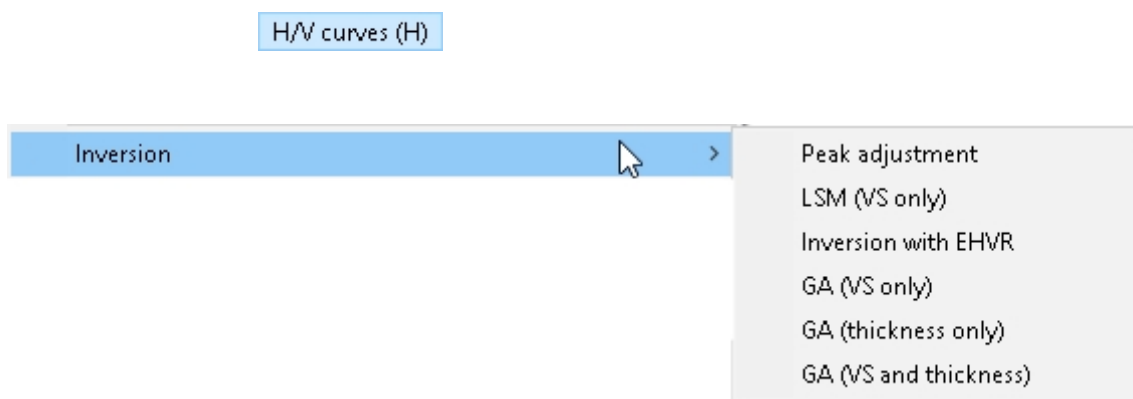 H/V curves (H)
Inversion
Peak adjustment
LSM (VS only)
Inversion with EHVR
GA (VS only)
GA (thickness only)
GA (VS and thickness)